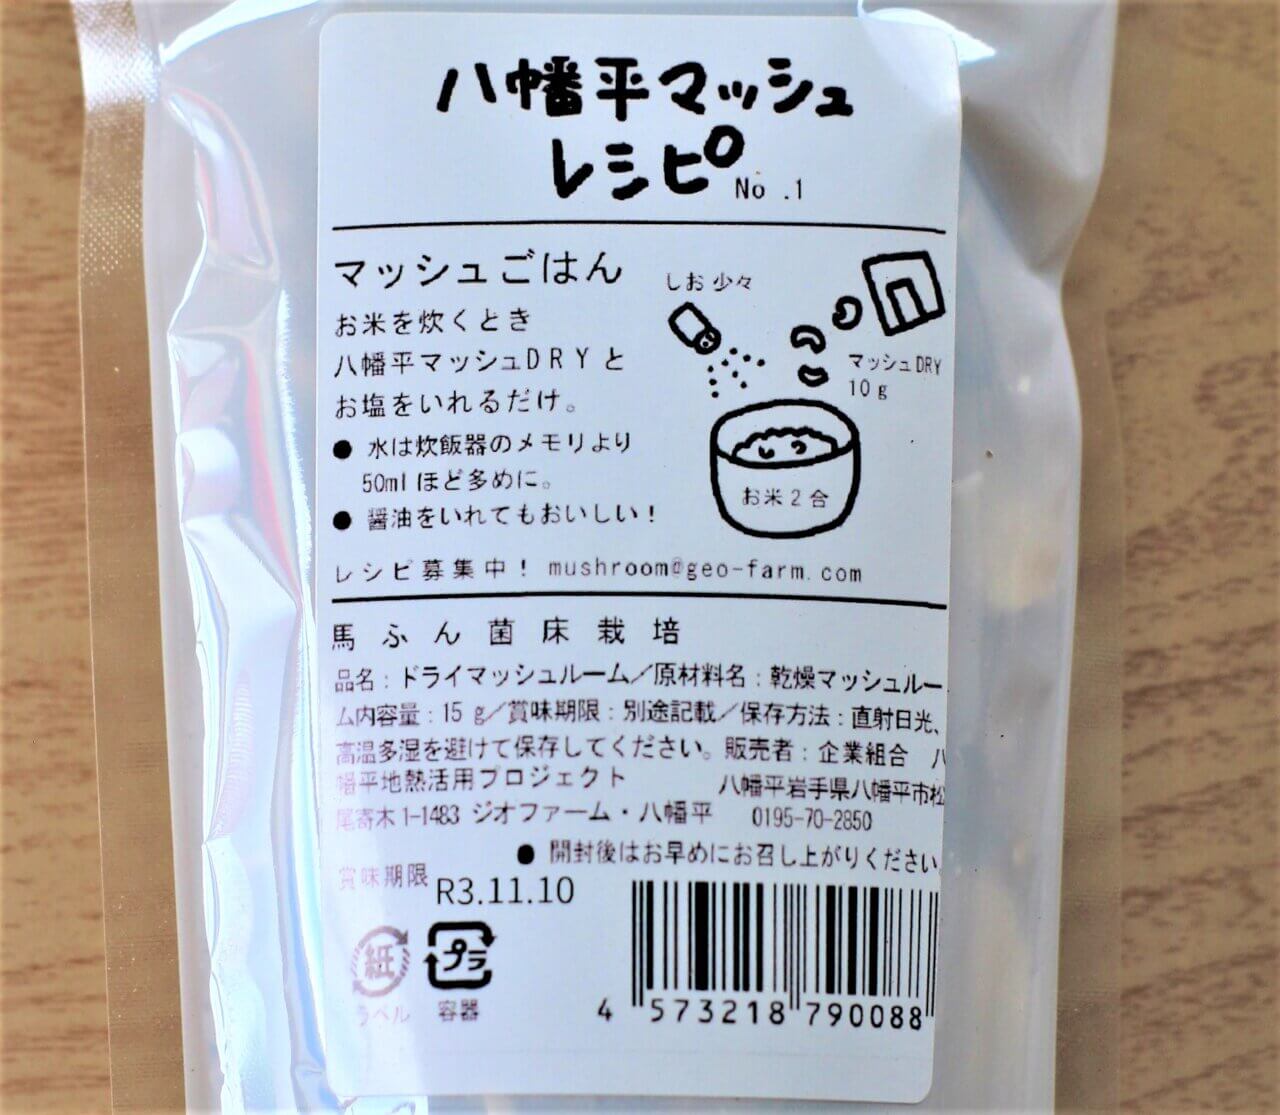 八幡平マッシュ
レシピ No .1
マッシュごはん
お米を炊くとき
八幡平マッシュDRYと
お塩をいれるだけ。
● 水は炊飯器のメモリより
50mlほど多めに。
● 醤油をいれてもおいしい！
しお 少々
マッシュDRY
10g
お米2合
レシピ募集中！ mushroom@geo-farm.com
馬ふん菌床栽培
品名：ドライマッシュルーム／原材料名：乾燥マッシュルー
ム内容量：15g／賞味期限：別途記載／保存方法：直射日光、
高温多湿を避けて保存してください。販売者：企業組合 八
幡平地熱活用プロジェクト 八幡平岩手県八幡平市松
尾寄木1-1483 ジオファーム・八幡平 0195-70-2850
● 開封後はお早めにお召し上がりください
賞味期限 R3.11.10
紙
ラベル
プラ
容器
4 573218 790088